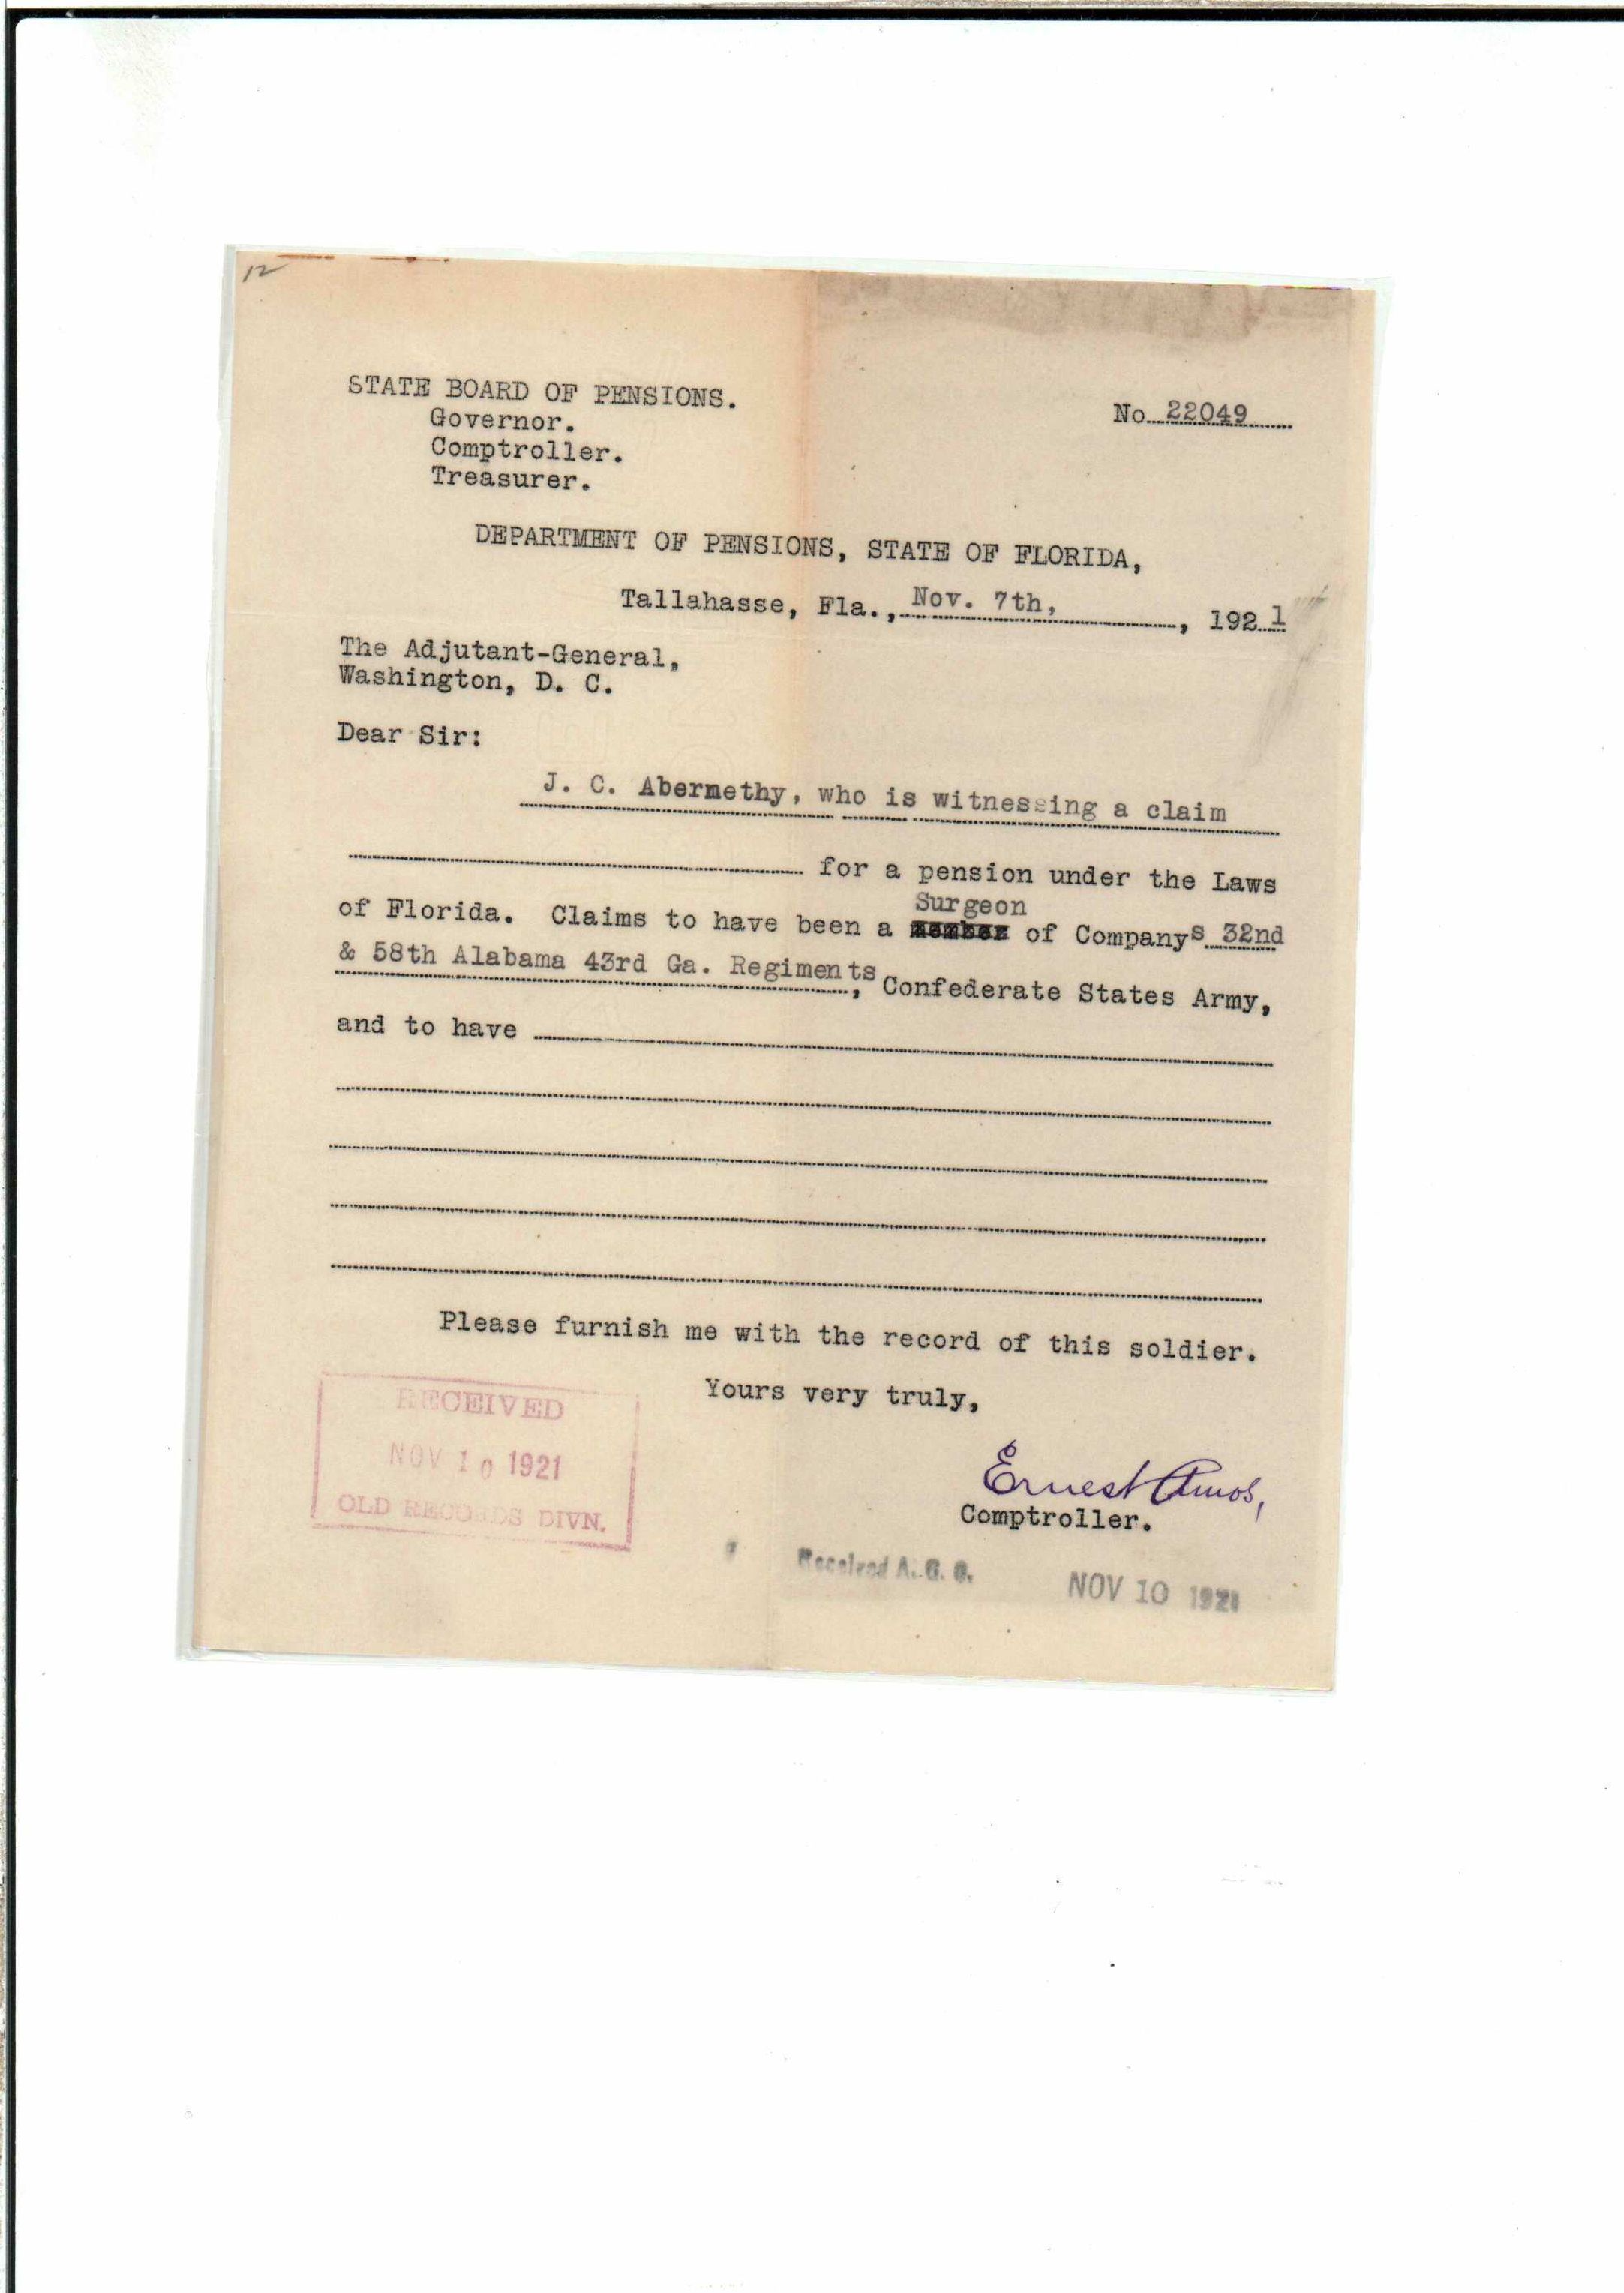 12
STATE BOARD OF PENSIONS.
Governor.
Comptroller.
Treasurer.
No. 22049
DEPARTMENT OF PENSIONS, STATE OF FLORIDA,
Tallahasse, Fla., Nov. 7th, , 192 1
The Adjutant-General,
Washington, D. C.
Dear Sir:
J. C. Abernethy, who is witnessing a claim
for a pension under the Laws
Surgeon
of Florida. Claims to have been a member of Companys 32nd
& 58th Alabama 43rd Ga. Regiments, Confederate States Army,
and to have
Please furnish me with the record of this soldier.
Yours very truly,
Ernest Amos,
Comptroller.
RECEIVED
NOV 10 1921
OLD RECORDS DIVN.
Received A. G. O. NOV 10 1921